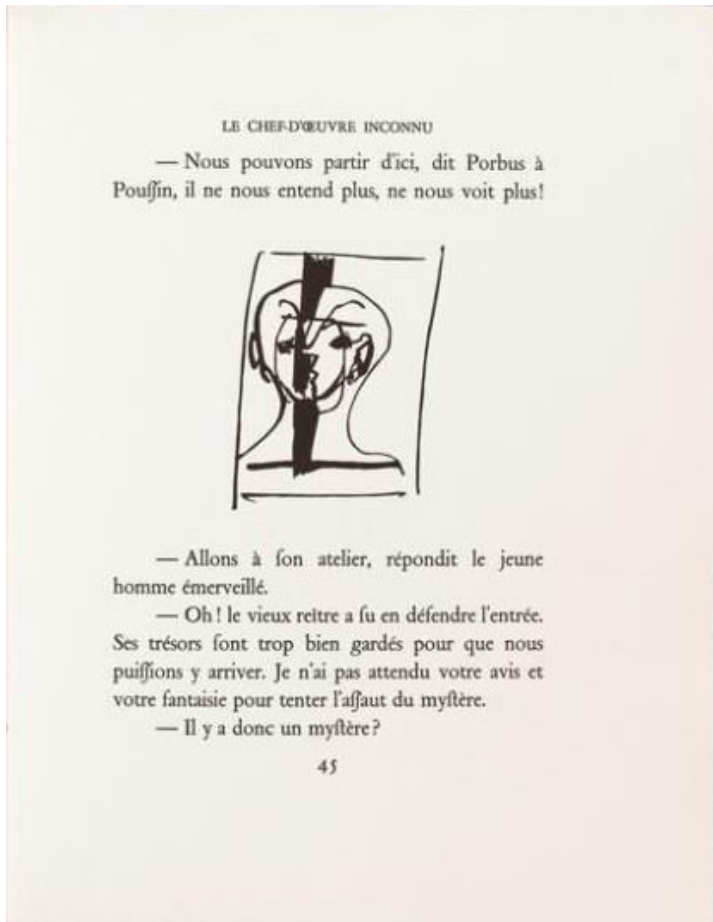 LE CHEF-D'ŒUVRE INCONNU
— Nous pouvons partir d'ici, dit Porbus à
Pouſſin, il ne nous entend plus, ne nous voit plus!
— Allons à ſon atelier, répondit le jeune
homme émerveillé.
— Oh! le vieux reître a ſu en défendre l'entrée.
Ses tréſors ſont trop bien gardés pour que nous
puiſſions y arriver. Je n'ai pas attendu votre avis et
votre fantaiſie pour tenter l'aſſaut du myſtère.
— Il y a donc un myſtère?
45